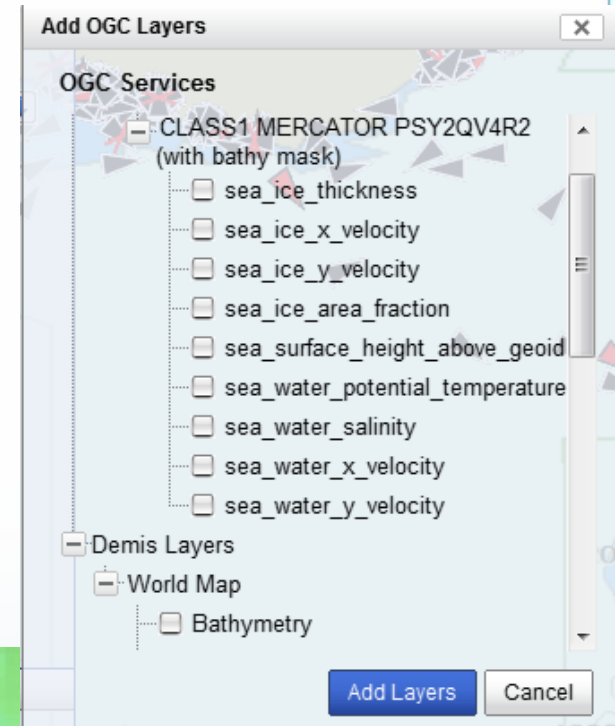 Add OGC Layers
OGC Services
CLASS1 MERCATOR PSY2QV4R2
(with bathy mask)
sea_ice_thickness
sea_ice_x_velocity
sea_ice_y_velocity
sea_ice_area_fraction
sea_surface_height_above_geoid
sea_water_potential_temperature
sea_water_salinity
sea_water_x_velocity
sea_water_y_velocity
Demis Layers
World Map
Bathymetry
Add Layers Cancel